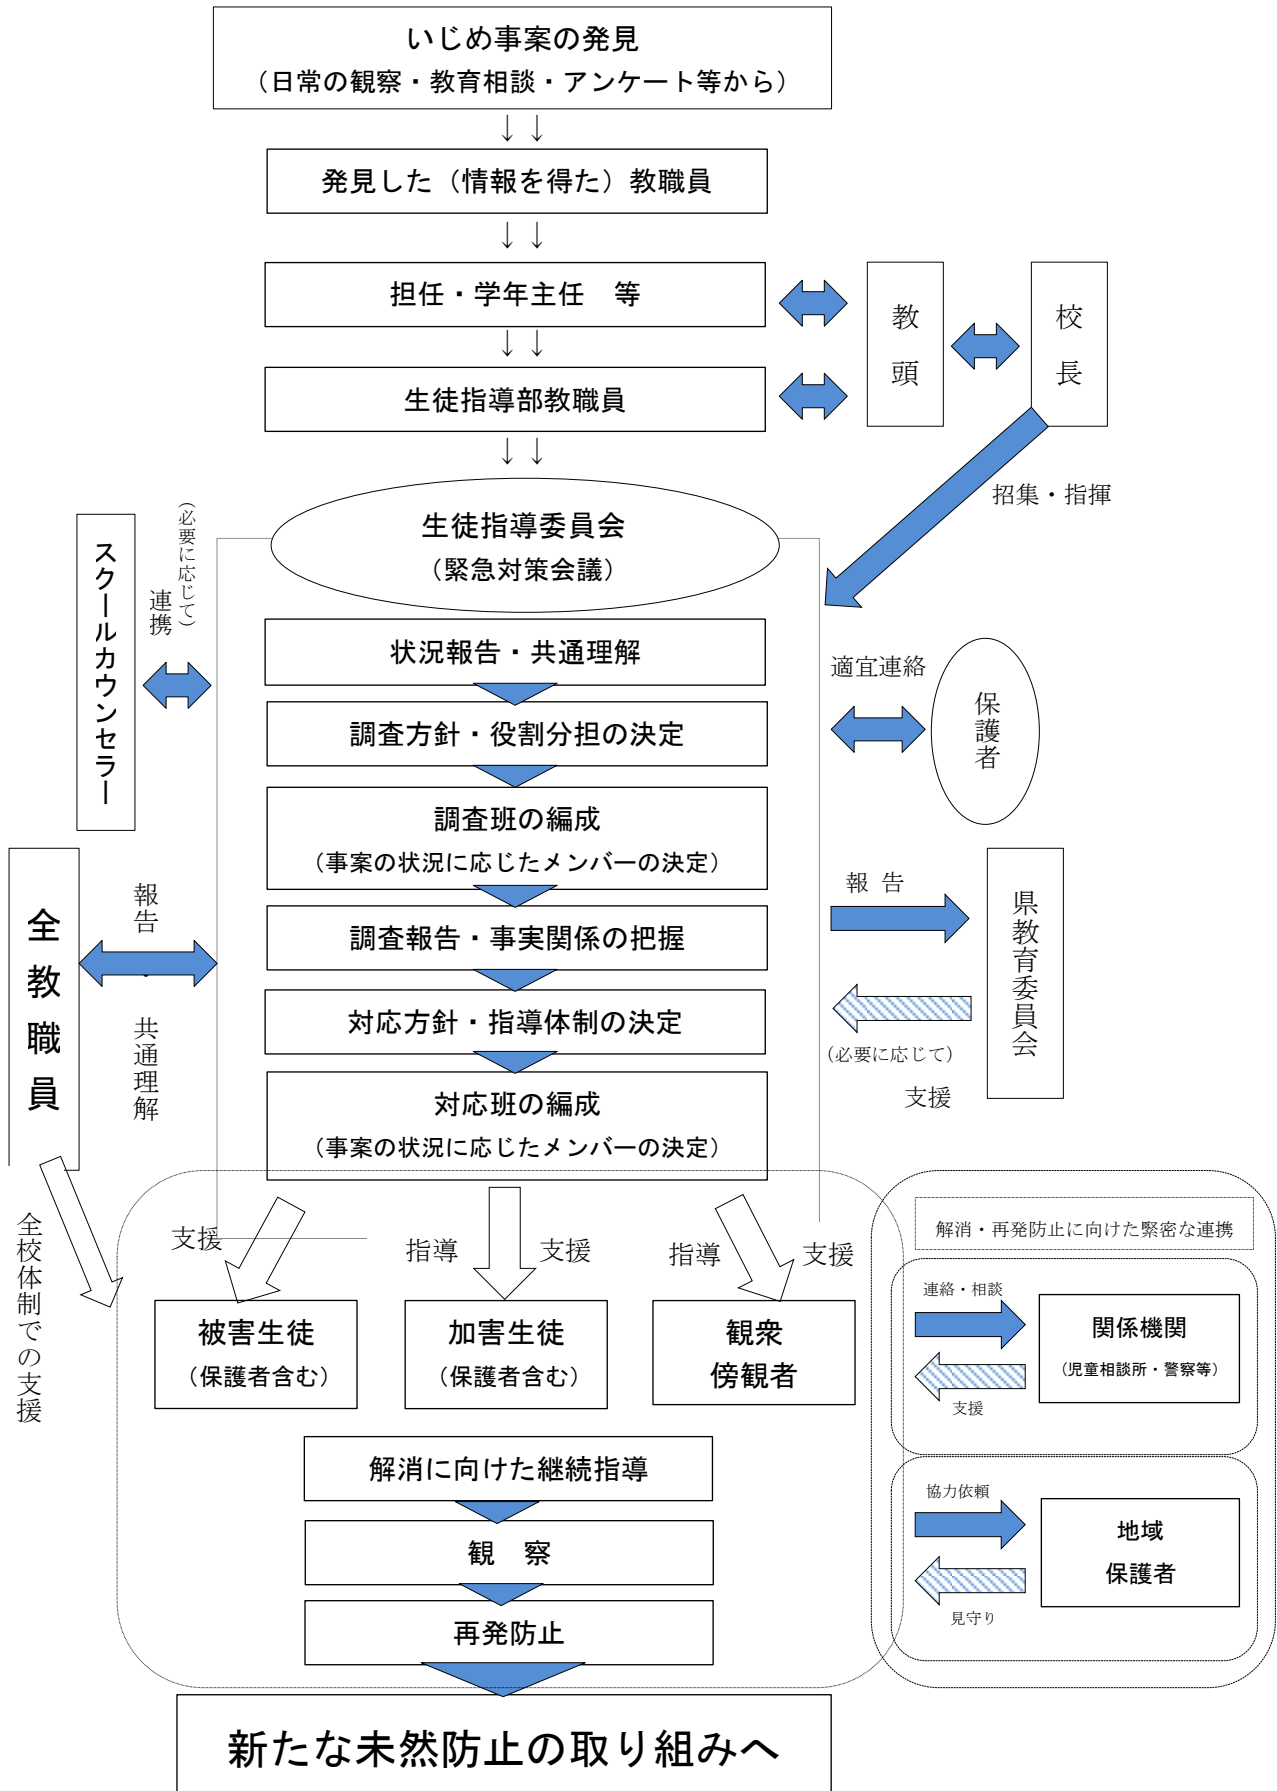 いじめ事案の発見
（日常の観察・教育相談・アンケート等から）
↓ ↓
発見した（情報を得た）教職員
↓ ↓
担任・学年主任　等
教頭
校長
↓ ↓
生徒指導部教職員
↓ ↓
招集・指揮
生徒指導委員会
（緊急対策会議）
スクールカウンセラー
（必要に応じて）
連携
状況報告・共通理解
適宜連絡
保護者
調査方針・役割分担の決定
調査班の編成
（事案の状況に応じたメンバーの決定）
全教職員
報告・共通理解
報 告
県教育委員会
調査報告・事実関係の把握
対応方針・指導体制の決定
（必要に応じて）
支援
対応班の編成
（事案の状況に応じたメンバーの決定）
全校体制での支援
支援
指導
支援
指導
支援
被害生徒
（保護者含む）
加害生徒
（保護者含む）
観衆
傍観者
解消・再発防止に向けた緊密な連携
連絡・相談
関係機関
（児童相談所・警察等）
支援
協力依頼
地域
保護者
見守り
解消に向けた継続指導
観　察
再発防止
新たな未然防止の取り組みへ